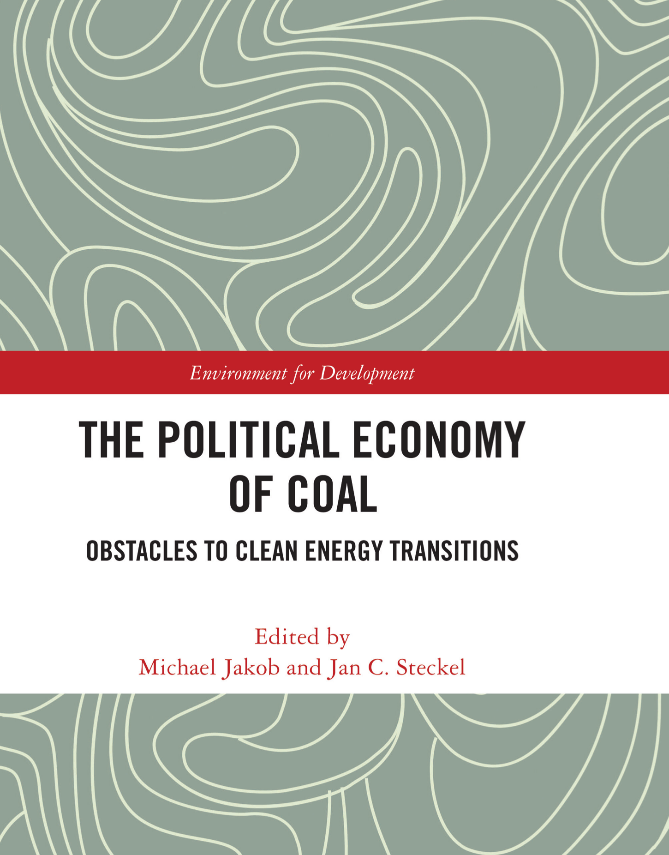 Environment for Development
THE POLITICAL ECONOMY
OF COAL
OBSTACLES TO CLEAN ENERGY TRANSITIONS
Edited by
Michael Jakob and Jan C. Steckel